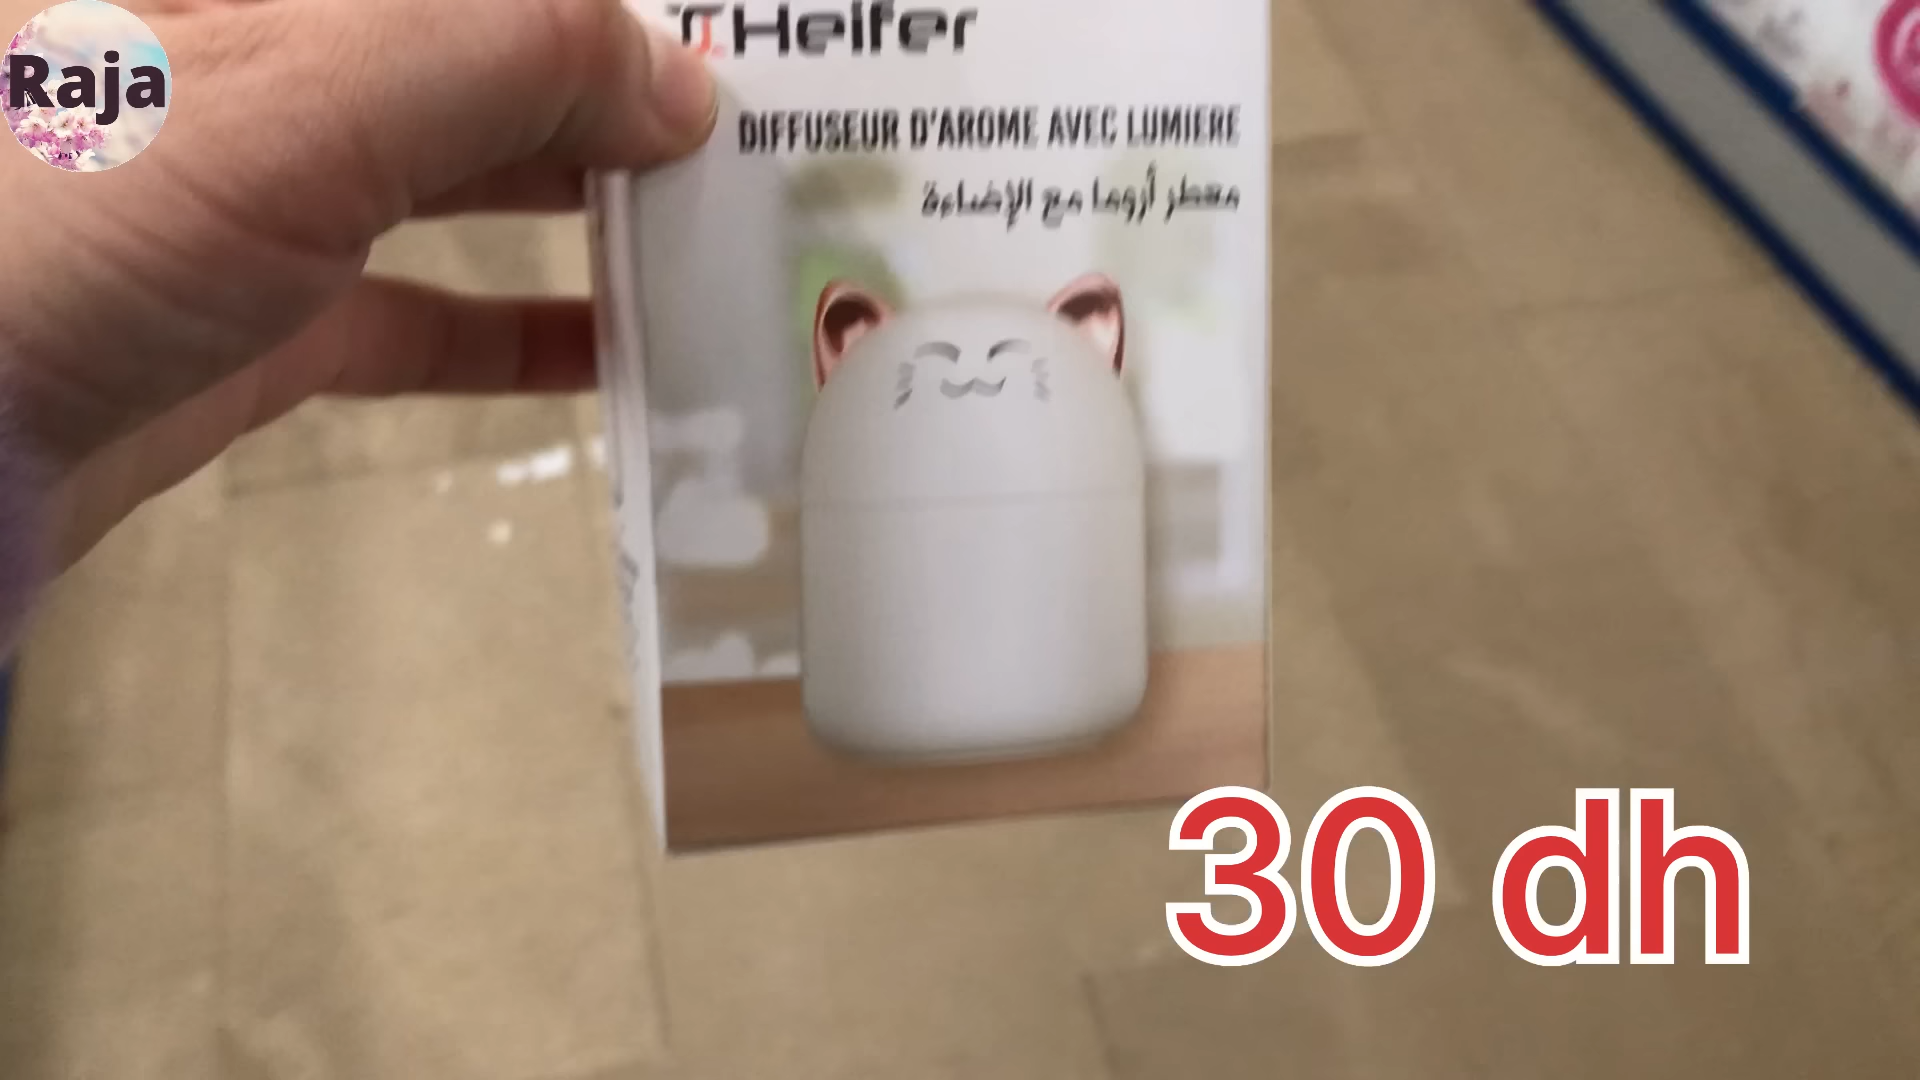 Raja
Heifer
DIFFUSEUR D'AROME AVEC LUMIERE
معطر أروما مع الإضاءة
30 dh